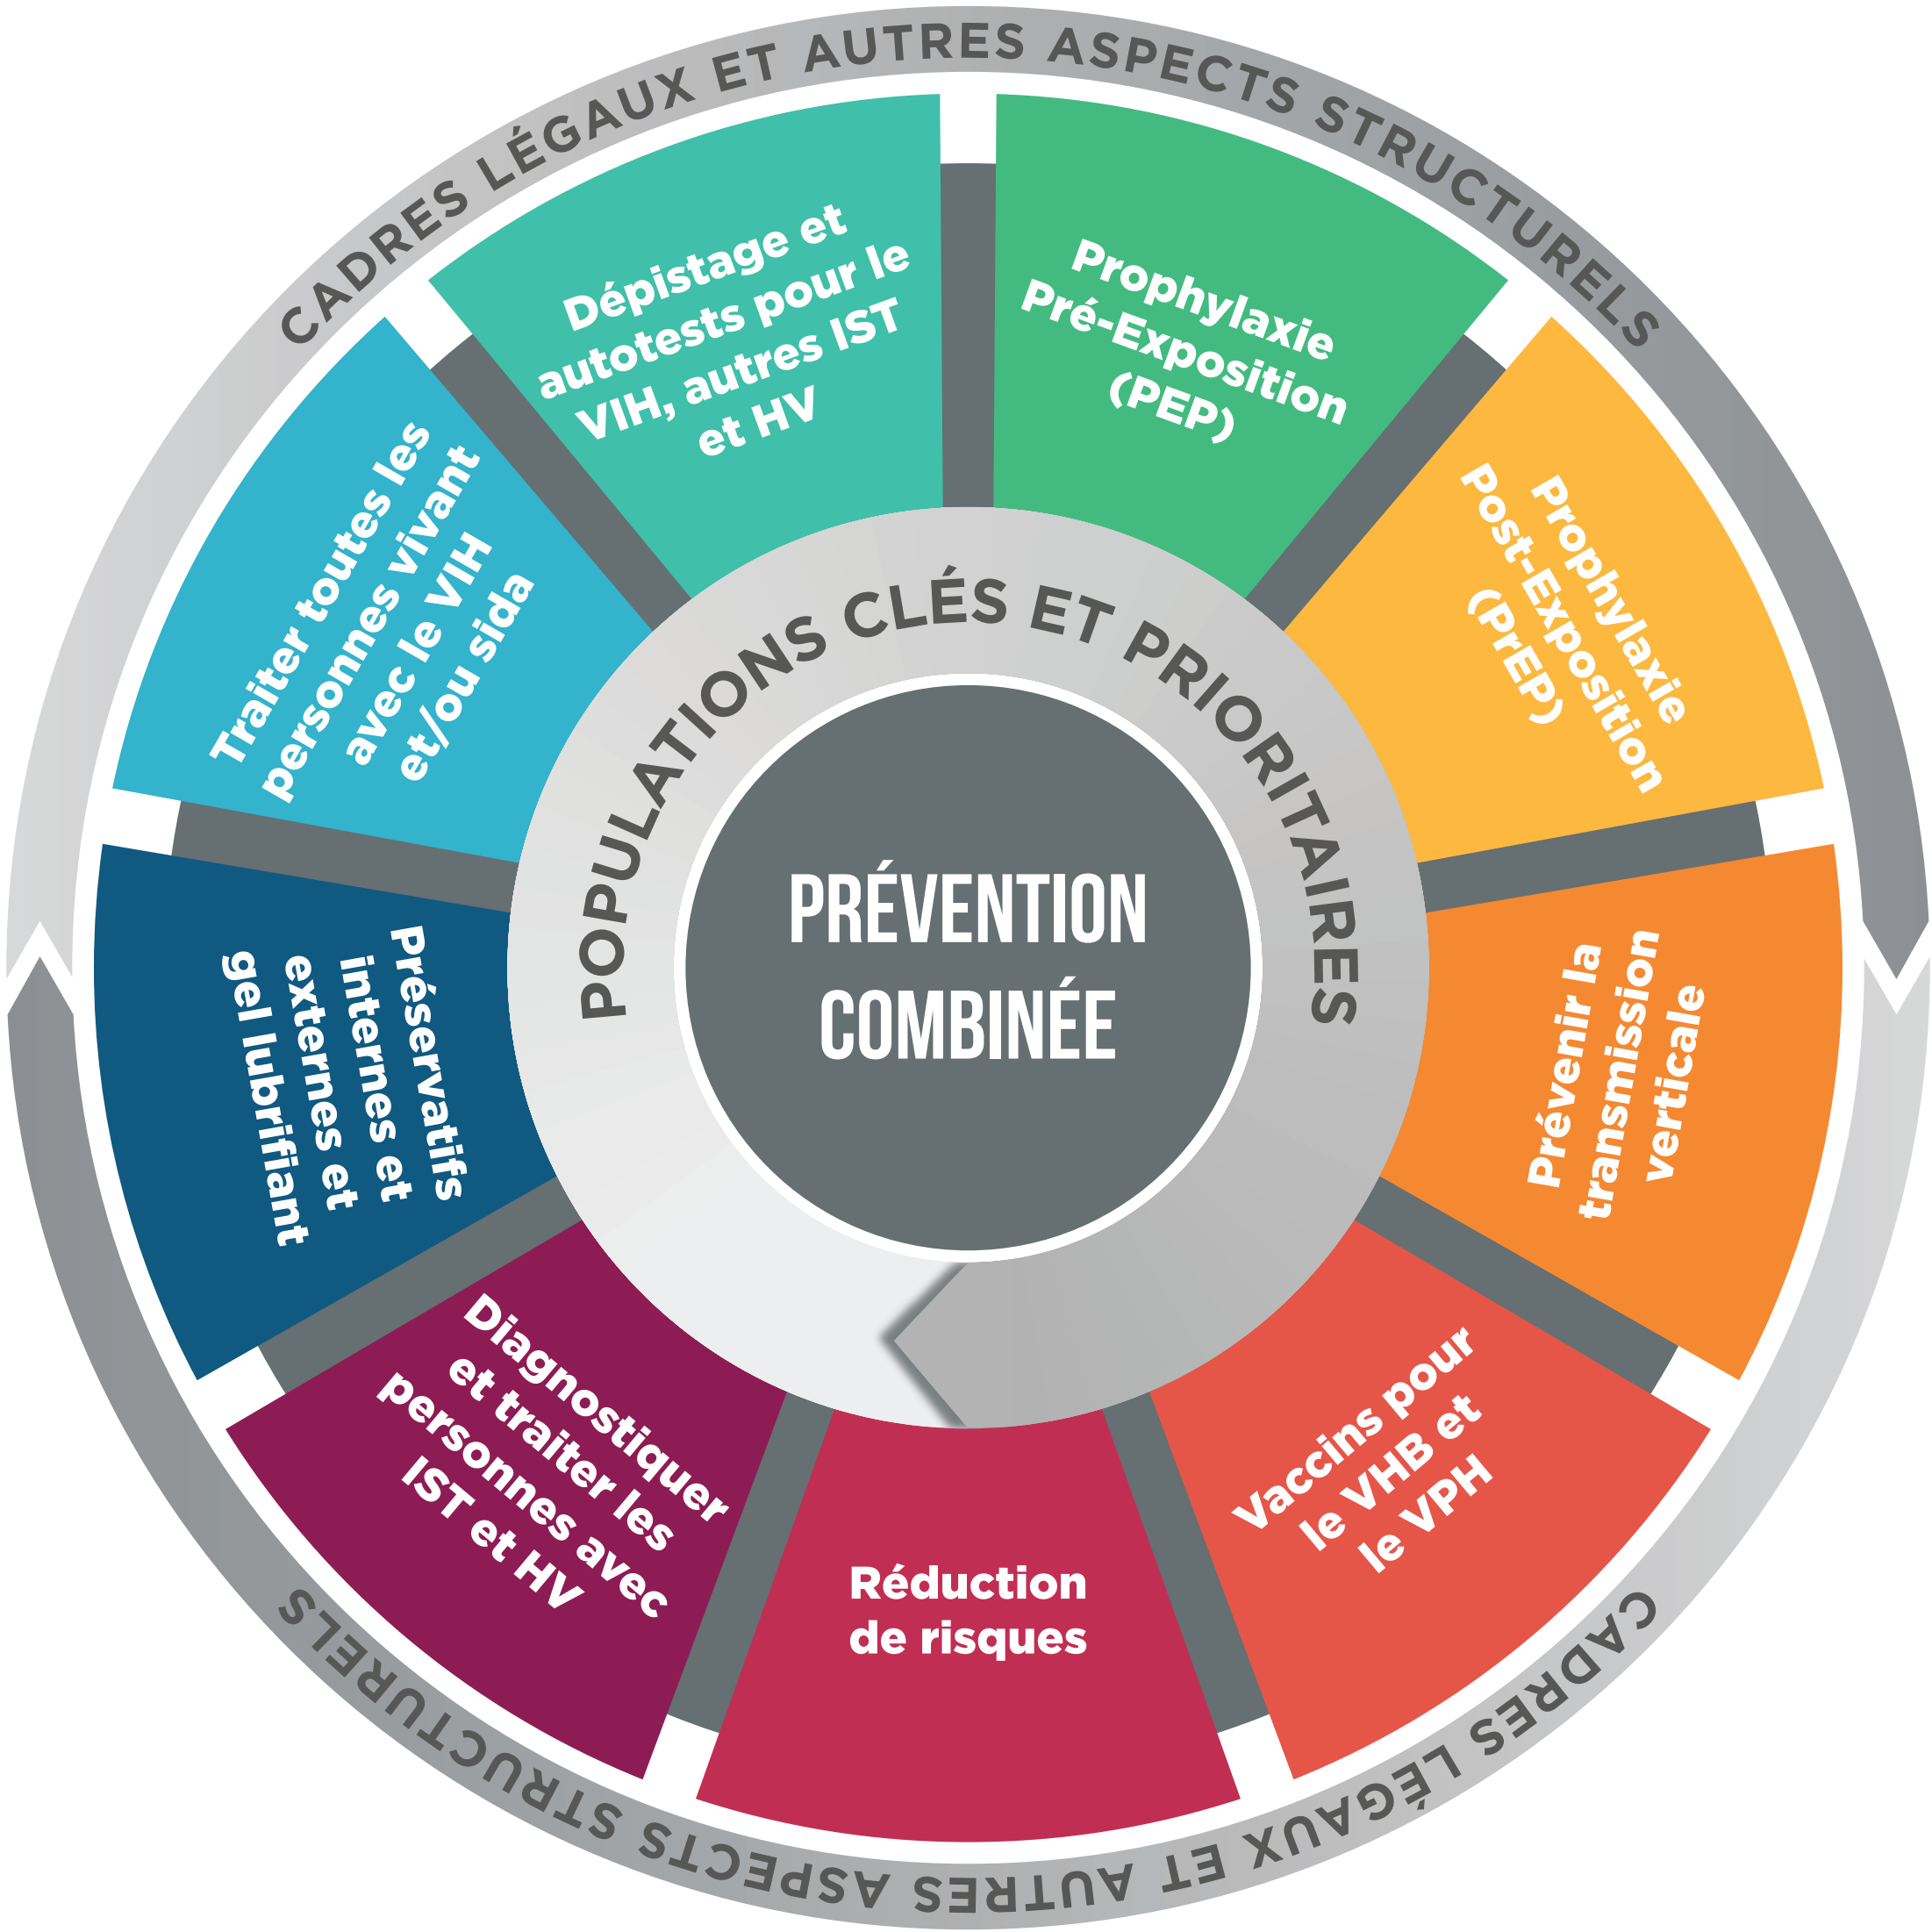 CADRES LÉGAUX ET AUTRES ASPECTS STRUCTURELS
Dépistage et
autotests pour le
VIH, autres IST
et HV
Prophylaxie
Pré-Exposition
(PEP)
Prophylaxie
Post-Exposition
(PEP)
Prévenir la
transmission
verticale
Vaccins pour
le VHB et
le VPH
Réduction
de risques
Diagnostiquer
et traiter les
personnes avec
IST et HV
Préservatifs
internes et
externes et
gel lubrifiant
Traiter toutes les
personnes vivant
avec le VIH
et/ou sida
POPULATIONS CLÉS ET PRIORITAIRES
PRÉVENTION
COMBINÉE
CADRES LÉGAUX ET AUTRES ASPECTS STRUCTURELS